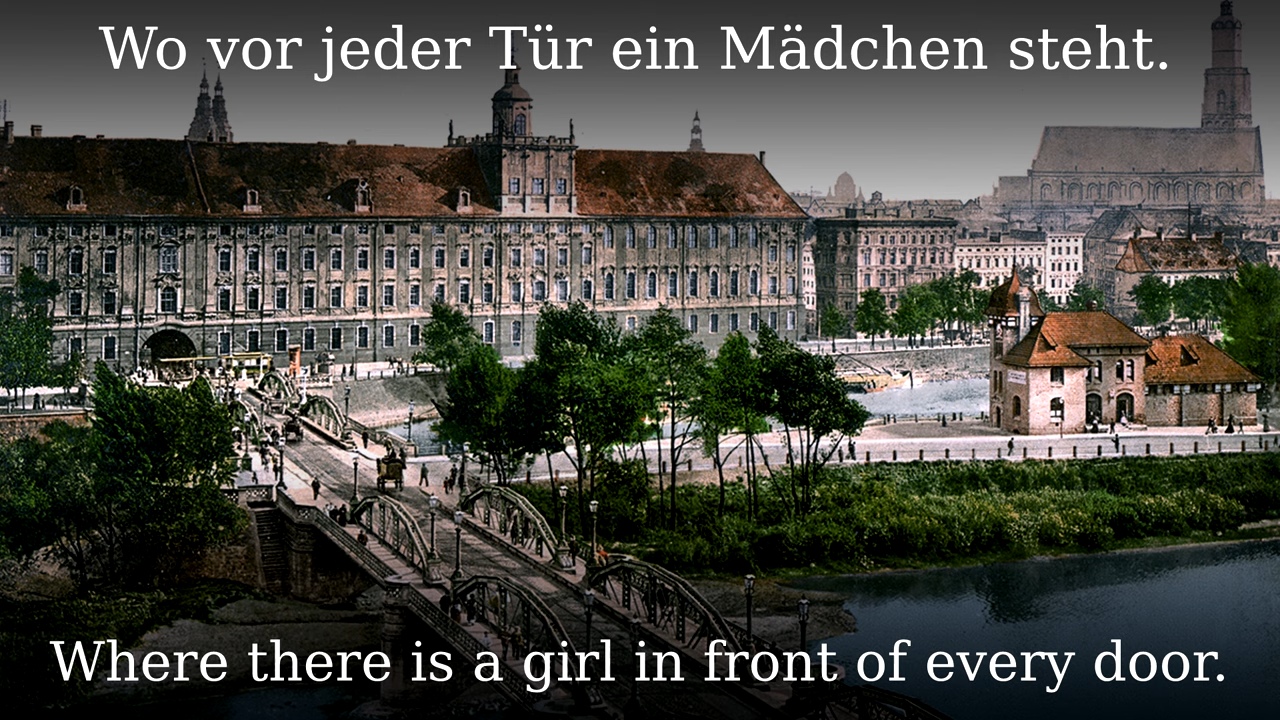 Wo vor jeder Tür ein Mädchen steht.
Where there is a girl in front of every door.